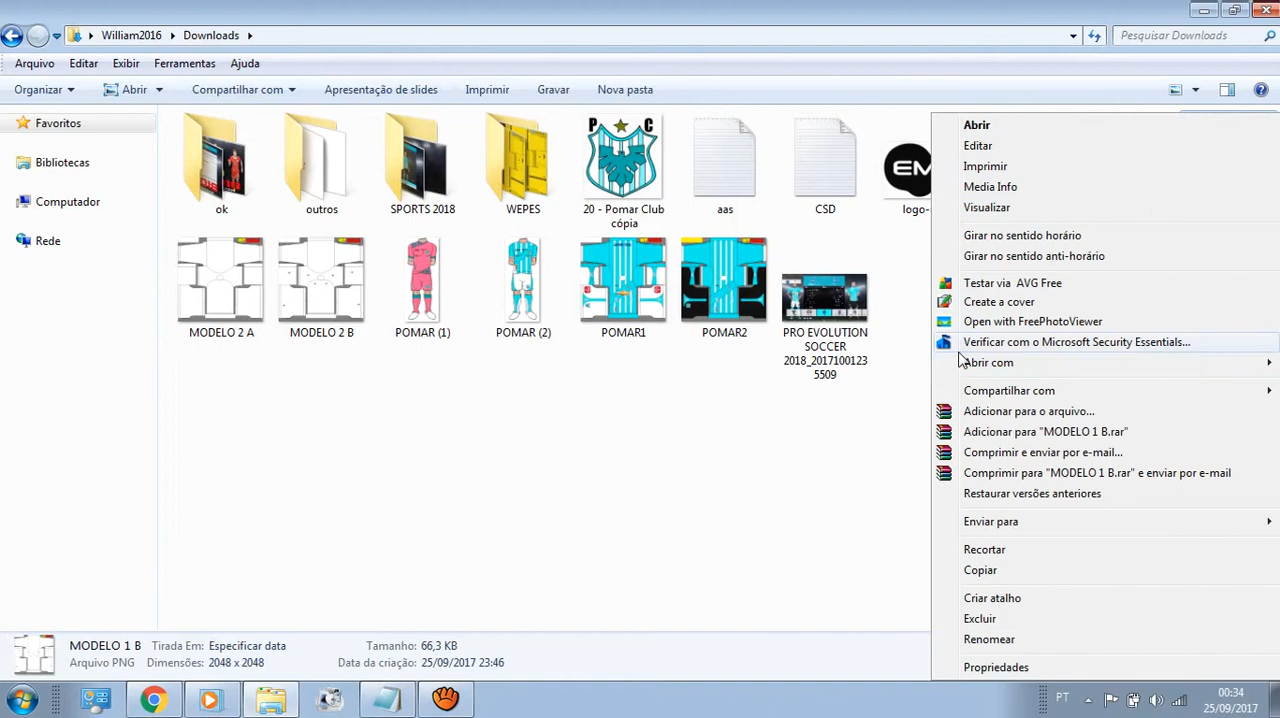 William2016
Downloads
Pesquisar Downloads
Arquivo
Editar
Exibir
Ferramentas
Ajuda
Organizar
Abrir
Compartilhar com
Apresentação de slides
Imprimir
Gravar
Nova pasta
Favoritos
Bibliotecas
Computador
Rede
P C
EM
ok
outros
SPORTS 2018
WEPES
20 - Pomar Club
cópia
aas
CSD
logo-
MODELO 2 A
MODELO 2 B
POMAR (1)
POMAR (2)
POMAR1
POMAR2
PRO EVOLUTION
SOCCER
2018_2017100123
5509
Abrir
Editar
Imprimir
Media Info
Visualizar
Girar no sentido horário
Girar no sentido anti-horário
Testar via AVG Free
Create a cover
Open with FreePhotoViewer
Verificar com o Microsoft Security Essentials...
Abrir com
Compartilhar com
Adicionar para o arquivo...
Adicionar para "MODELO 1 B.rar"
Comprimir e enviar por e-mail...
Comprimir para "MODELO 1 B.rar" e enviar por e-mail
Restaurar versões anteriores
Enviar para
Recortar
Copiar
Criar atalho
Excluir
Renomear
Propriedades
MODELO 1 B Tirada Em: Especificar data Tamanho: 66,3 KB
Arquivo PNG Dimensões: 2048 x 2048 Data da criação: 25/09/2017 23:46
PT
00:34
25/09/2017